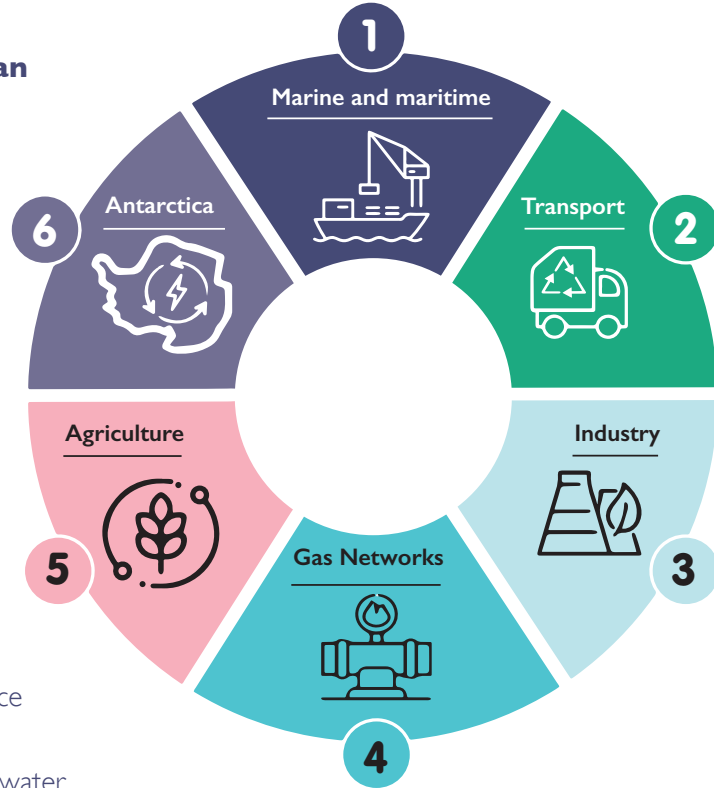 an
1
Marine and maritime
2
Transport
3
Industry
4
Gas Networks
5
Agriculture
6
Antarctica
ce
water